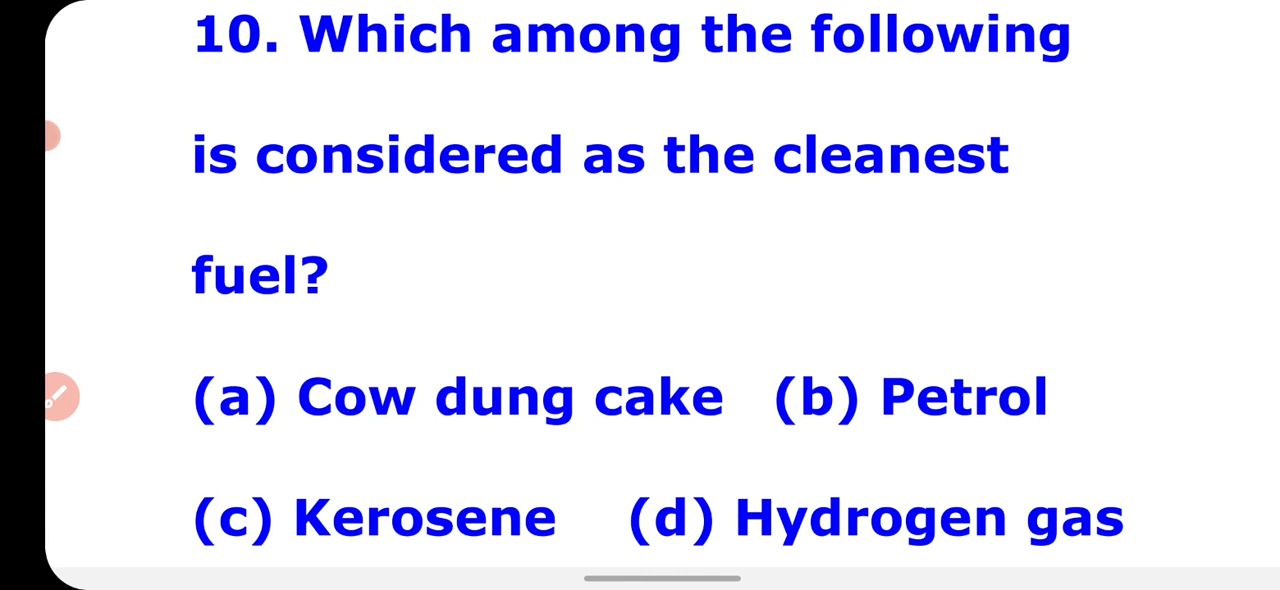 10. Which among the following
is considered as the cleanest
fuel?
(a) Cow dung cake (b) Petrol
(c) Kerosene (d) Hydrogen gas